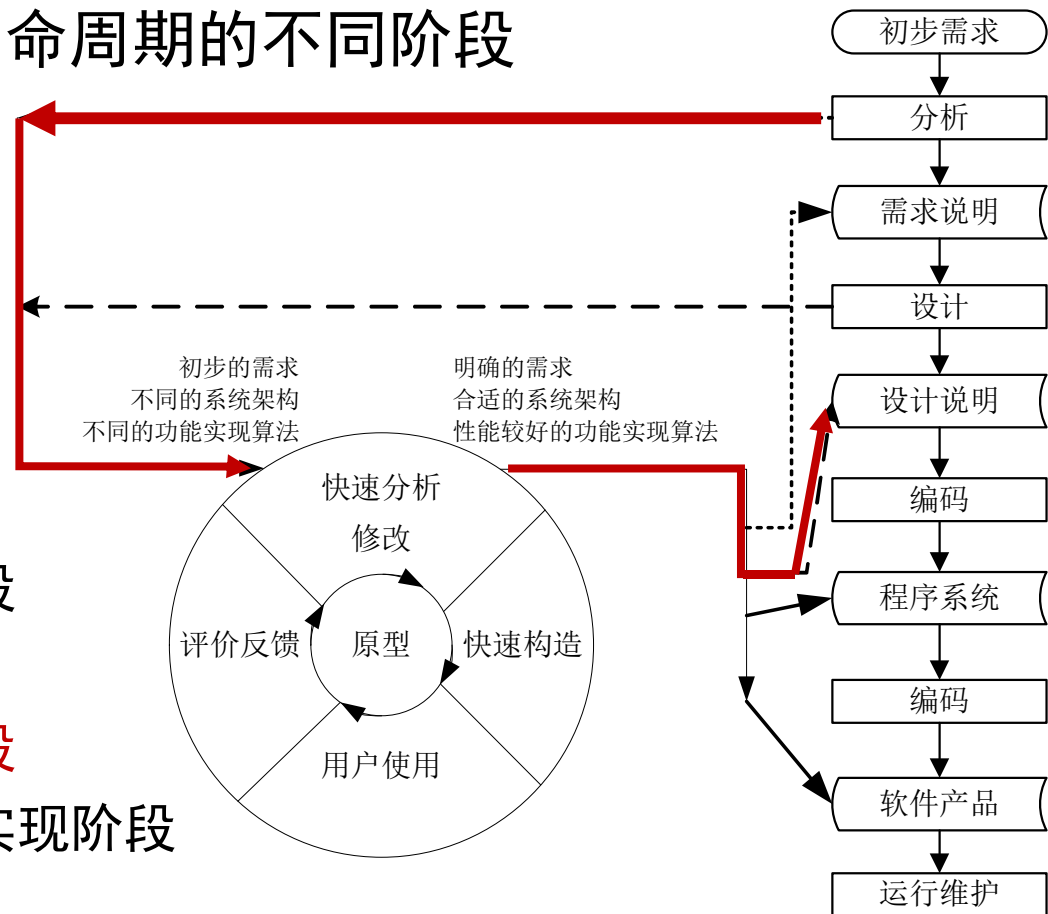 命周期的不同阶段
初步需求
分析
需求说明
设计
初步的需求
不同的系统架构
不同的功能实现算法
明确的需求
合适的系统架构
性能较好的功能实现算法
设计说明
快速分析
修改
编码
段
评价反馈
原型
快速构造
程序系统
编码
段
用户使用
实现阶段
软件产品
运行维护